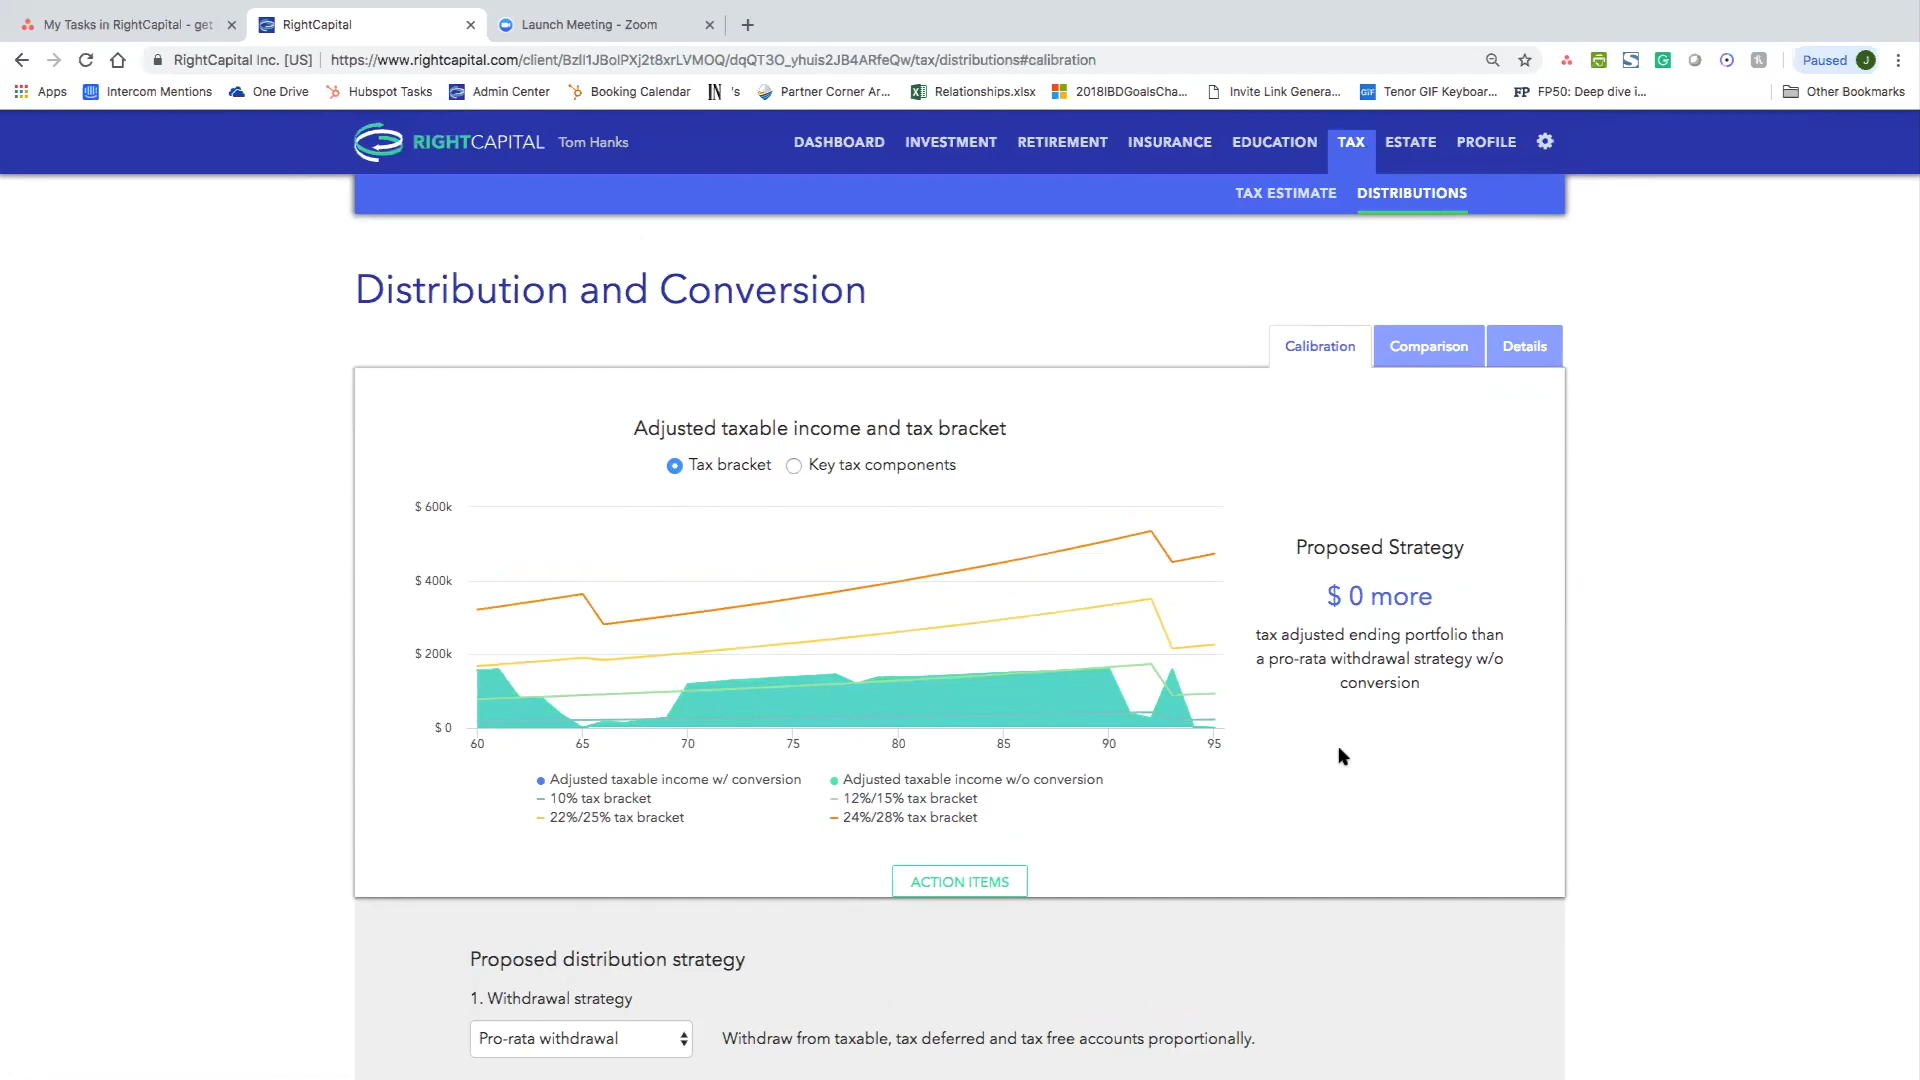 My Tasks in RightCapital - get
RightCapital
Launch Meeting - Zoom
RightCapital Inc. [US]
https://www.rightcapital.com/client/BzlI1JBolPXj2t8xrLVMOQ/dqQT3O_yhuis2JB4ARfeQw/tax/distributions#calibration
Paused
J
Apps
Intercom Mentions
One Drive
Hubspot Tasks
Admin Center
Booking Calendar
IN 's
Partner Corner Ar...
Relationships.xlsx
2018IBDGoalsCha...
Invite Link Genera...
GIF Tenor GIF Keyboar...
FP FP50: Deep dive i...
Other Bookmarks
RIGHTCAPITAL
Tom Hanks
DASHBOARD
INVESTMENT
RETIREMENT
INSURANCE
EDUCATION
TAX
ESTATE
PROFILE
TAX ESTIMATE
DISTRIBUTIONS
Distribution and Conversion
Calibration
Comparison
Details
Adjusted taxable income and tax bracket
Tax bracket
Key tax components
$ 600k
$ 400k
$ 200k
$ 0
60
65
70
75
80
85
90
95
Adjusted taxable income w/ conversion
Adjusted taxable income w/o conversion
10% tax bracket
12%/15% tax bracket
22%/25% tax bracket
24%/28% tax bracket
Proposed Strategy
$ 0 more
tax adjusted ending portfolio than
a pro-rata withdrawal strategy w/o
conversion
ACTION ITEMS
Proposed distribution strategy
1. Withdrawal strategy
Pro-rata withdrawal
Withdraw from taxable, tax deferred and tax free accounts proportionally.